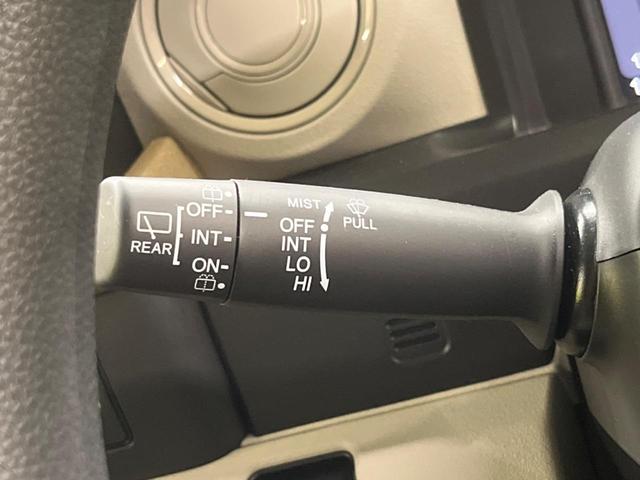 REAR
OFF
INT
ON
MIST
OFF
INT
LO
HI
PULL